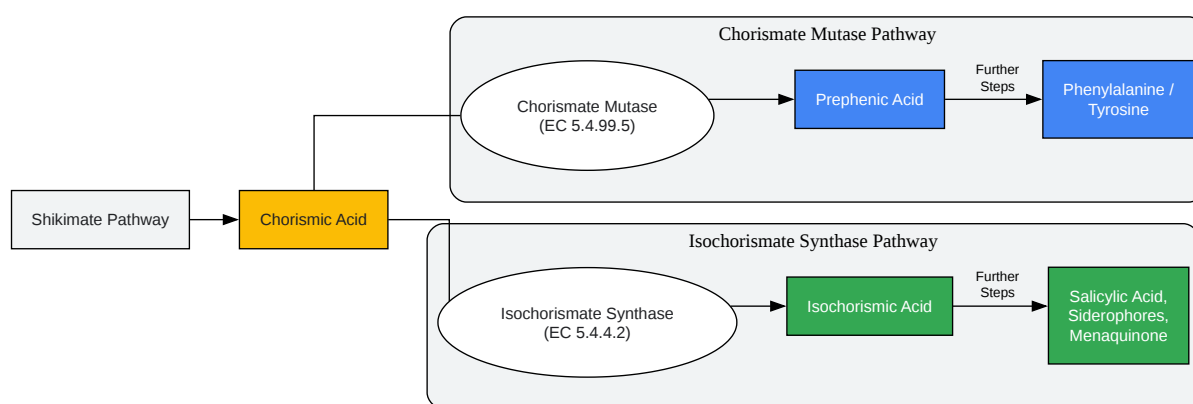 Chorismate Mutase Pathway
Chorismate Mutase
(EC 5.4.99.5)
Prephenic Acid
Further
Steps
Phenylalanine /
Tyrosine
Shikimate Pathway
Chorismic Acid
Isochorismate Synthase Pathway
Isochorismate Synthase
(EC 5.4.4.2)
Isochorismic Acid
Further
Steps
Salicylic Acid,
Siderophores,
Menaquinone